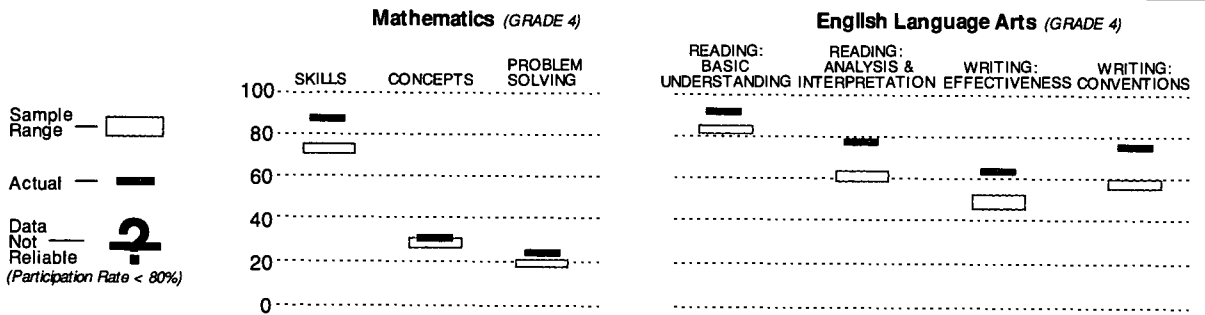 Mathematics (GRADE 4)
English Language Arts (GRADE 4)
SKILLS
CONCEPTS
PROBLEM
SOLVING
READING:
BASIC
UNDERSTANDING
READING:
ANALYSIS &
INTERPRETATION
WRITING:
EFFECTIVENESS
WRITING:
CONVENTIONS
100
80
60
40
20
0
Sample
Range
Actual
Data
Not
Reliable
?
(Participation Rate < 80%)